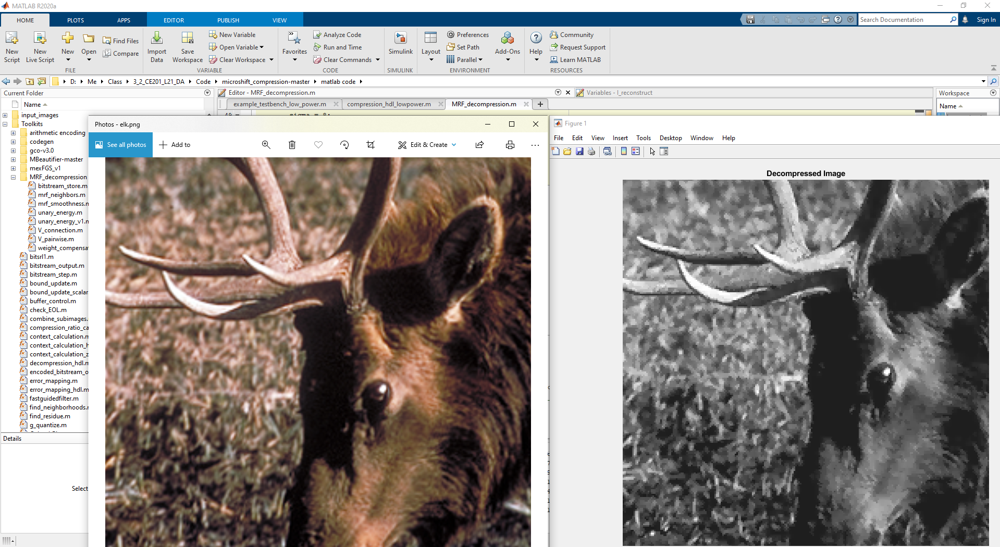 MATLAB R2020a
HOME PLOTS APPS EDITOR PUBLISH VIEW
Search Documentation
Sign In
New Script
New Live Script
New
Open
Find Files
Compare
FILE
Import Data
Save Workspace
New Variable
Open Variable
Clear Workspace
VARIABLE
Favorites
Analyze Code
Run and Time
Clear Commands
CODE
Simulink
SIMULINK
Layout
Preferences
Set Path
Parallel
Add-Ons
ENVIRONMENT
Help
Community
Request Support
Learn MATLAB
RESOURCES
D: Me Class 3_2_CE201_L21_DA Code microshift_compression-master matlab code
Current Folder
Name
input_images
Toolkits
arithmetic encoding
codegen
gco-v3.0
MBeautifier-master
mexFGS_v1
MRF_decompression
bitstream_store.m
mrf_neighbors.m
mrf_smoothness.m
unary_energy.m
unary_energy_v1.m
V_connection.m
V_pairwise.m
weight_compensat
bitsrl1.m
bitstream_output.m
bitstream_step.m
bound_update.m
bound_update_scalar
buffer_control.m
check_EOL.m
combine_subimages.
compression_ratio_ca
context_calculation.m
context_calculation_h
context_calculation_z
decompression_hdl.m
encoded_bitstream_o
error_mapping.m
error_mapping_hdl.m
fastguidedfilter.m
find_neighborhoods.
find_residue.m
g_quantize.m
Details
Select
Editor - MRF_decompression.m
Variables - I_reconstruct
example_testbench_low_power.m compression_hdl_lowpower.m MRF_decompression.m
49 sigma = 8;
Workspace
Name
Photos - elk.png
See all photos
Add to
Edit & Create
Figure 1
File Edit View Insert Tools Desktop Window Help
Decompressed Image